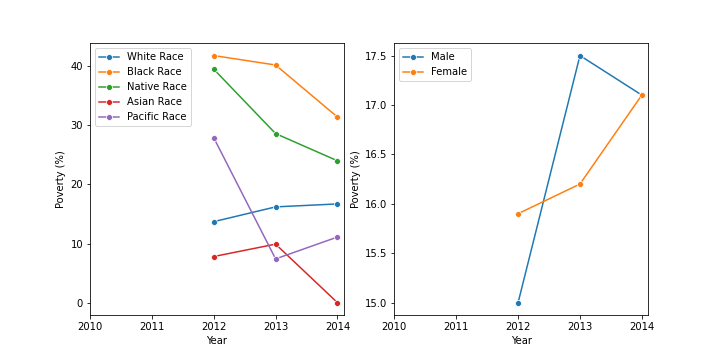 White Race
Black Race
Native Race
Asian Race
Pacific Race
40
30
20
10
0
Poverty (%)
2010 2011 2012 2013 2014
Year
Male
Female
17.5
17.0
16.5
16.0
15.5
15.0
Poverty (%)
2010 2011 2012 2013 2014
Year